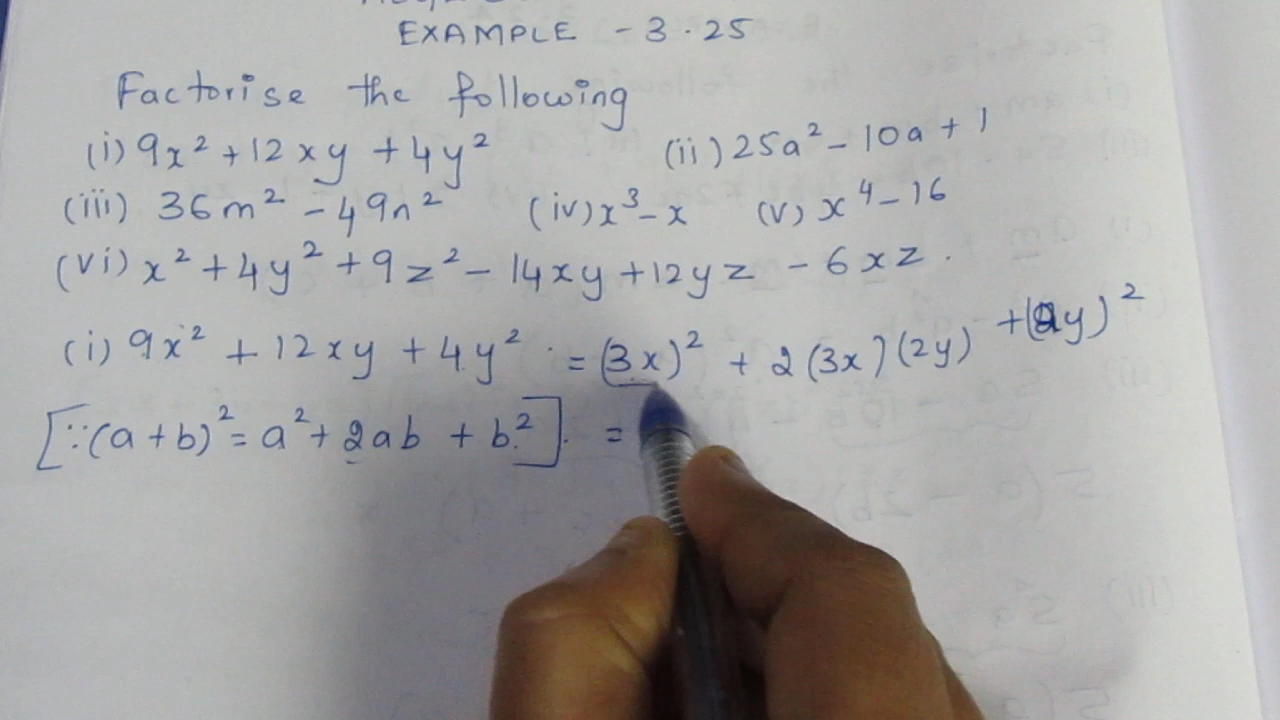 EXAMPLE - 3.25
Factorise the following
(i) 9x² + 12xy + 4y² (ii) 25a² - 10a + 1
(iii) 36m² - 49n² (iv) x³ - x (v) x⁴ - 16
(vi) x² + 4y² + 9z² - 14xy + 12yz - 6xz.
(i) 9x² + 12xy + 4y² = (3x)² + 2(3x)(2y) + (2y)²
[∵ (a+b)² = a² + 2ab + b²]. =